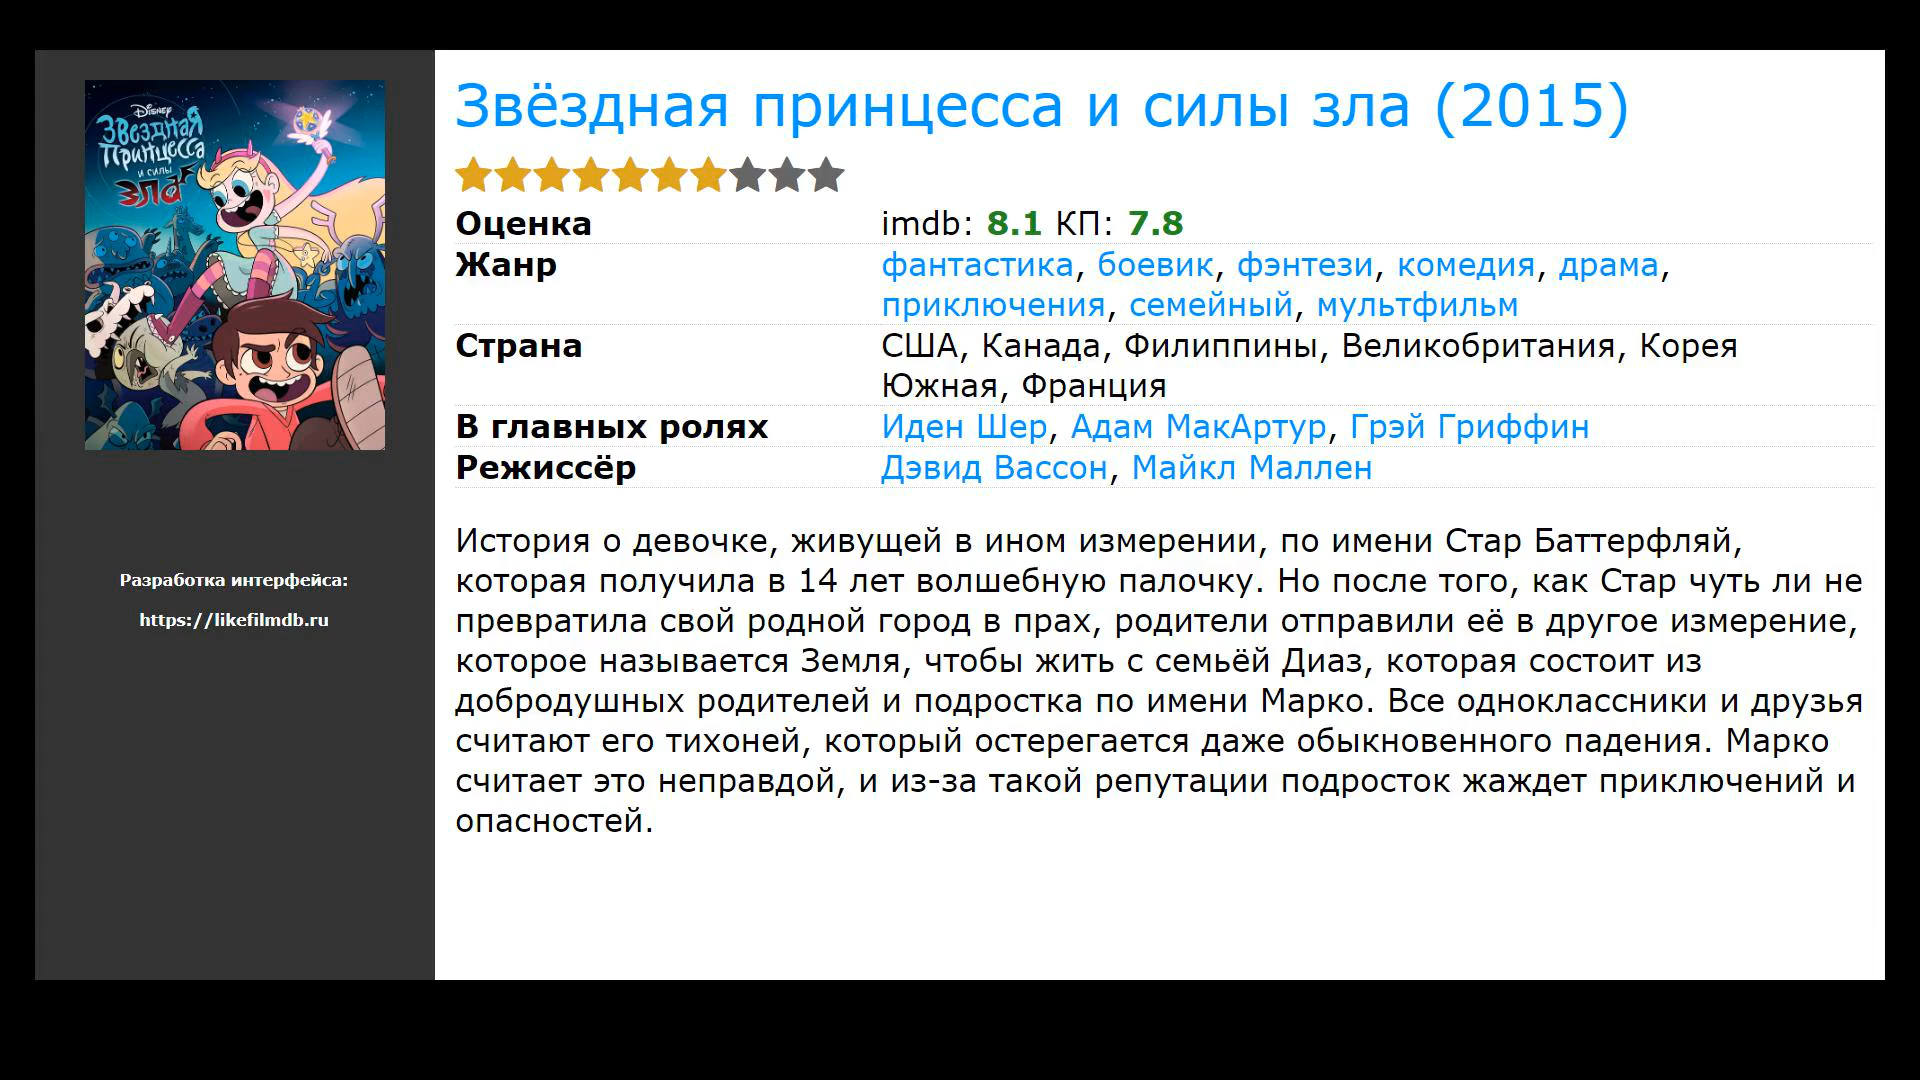 Disney
Звёздная
принцесса
и силы
зла
Разработка интерфейса:
https://likefilmdb.ru
Звёздная принцесса и силы зла (2015)
Оценка imdb: 8.1 КП: 7.8
Жанр фантастика, боевик, фэнтези, комедия, драма,
приключения, семейный, мультфильм
Страна США, Канада, Филиппины, Великобритания, Корея
Южная, Франция
В главных ролях Иден Шер, Адам МакАртур, Грэй Гриффин
Режиссёр Дэвид Вассон, Майкл Маллен
История о девочке, живущей в ином измерении, по имени Стар Баттерфляй,
которая получила в 14 лет волшебную палочку. Но после того, как Стар чуть ли не
превратила свой родной город в прах, родители отправили её в другое измерение,
которое называется Земля, чтобы жить с семьёй Диаз, которая состоит из
добродушных родителей и подростка по имени Марко. Все одноклассники и друзья
считают его тихоней, который остерегается даже обыкновенного падения. Марко
считает это неправдой, и из-за такой репутации подросток жаждет приключений и
опасностей.